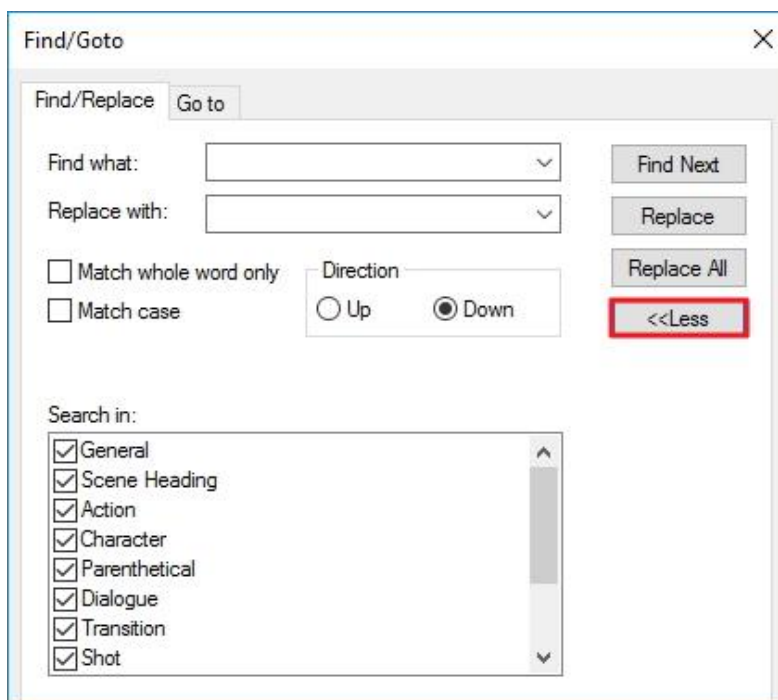 Find/Goto
Find/Replace
Go to
Find what:
Find Next
Replace with:
Replace
Match whole word only
Direction
Replace All
Match case
Up
Down
<<Less
Search in:
General
Scene Heading
Action
Character
Parenthetical
Dialogue
Transition
Shot